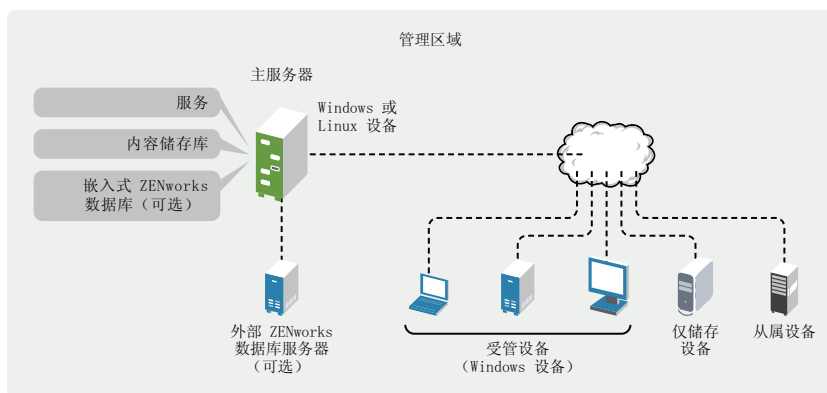 管理区域
主服务器
服务
内容储存库
嵌入式 ZENworks
数据库（可选）
Windows 或
Linux 设备
外部 ZENworks
数据库服务器
（可选）
受管设备
（Windows 设备）
仅储存
设备
从属设备